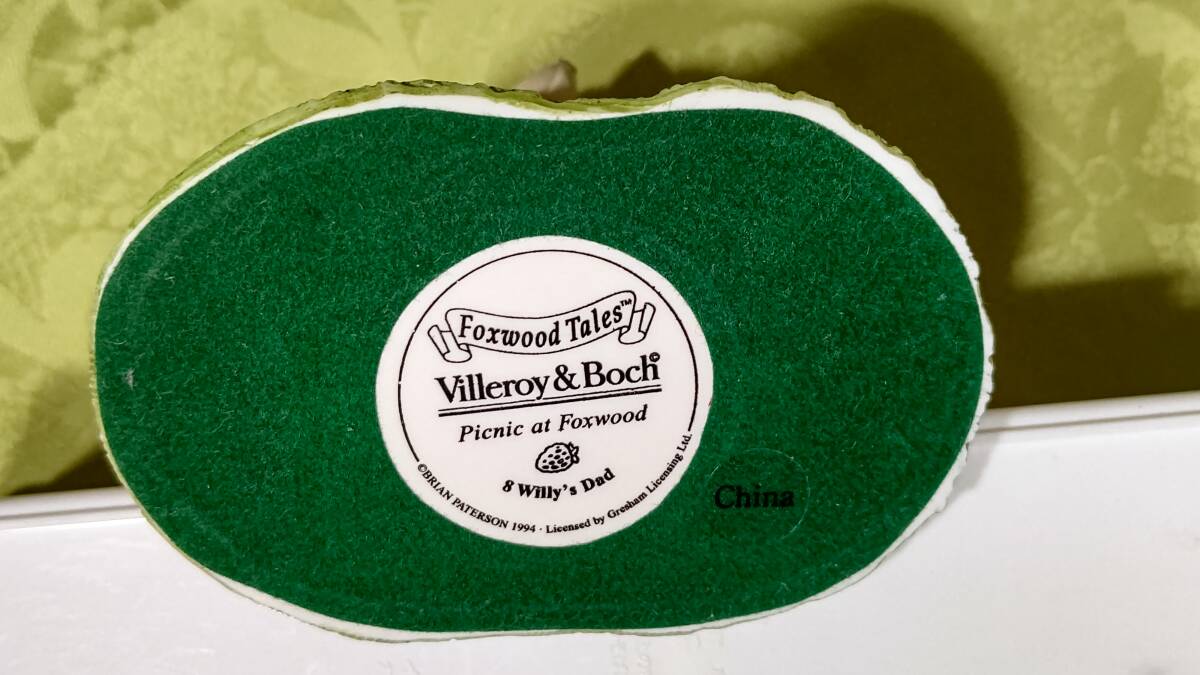 Foxwood Tales™
Villeroy & Boch©
Picnic at Foxwood
8 Willy's Dad
©BRIAN PATERSON 1994 · Licensed by Gresham Licensing Ltd.
China